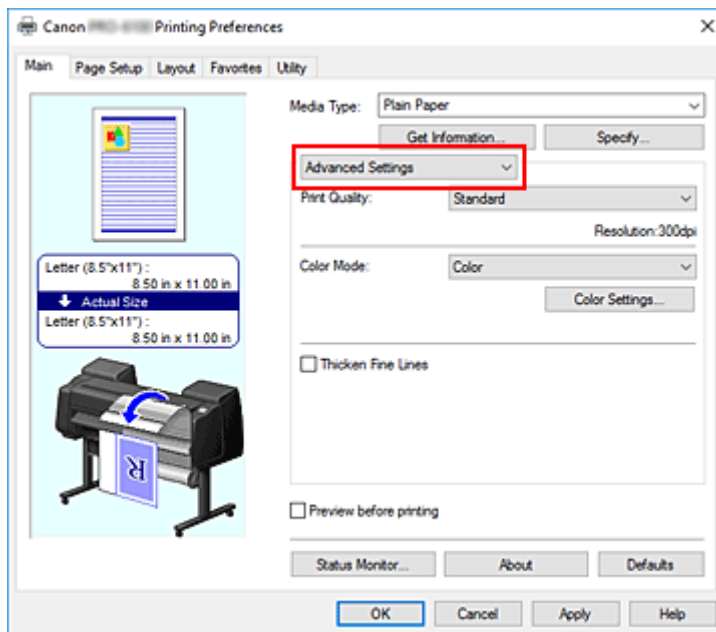 Canon Printing Preferences
Main Page Setup Layout Favorites Utility
Media Type: Plain Paper
Get Information... Specify...
Advanced Settings
Print Quality: Standard
Resolution:300dpi
Color Mode: Color
Color Settings...
Thicken Fine Lines
Letter (8.5"x11") :
8.50 in x 11.00 in
Actual Size
Letter (8.5"x11") :
8.50 in x 11.00 in
R
Preview before printing
Status Monitor... About Defaults
OK Cancel Apply Help